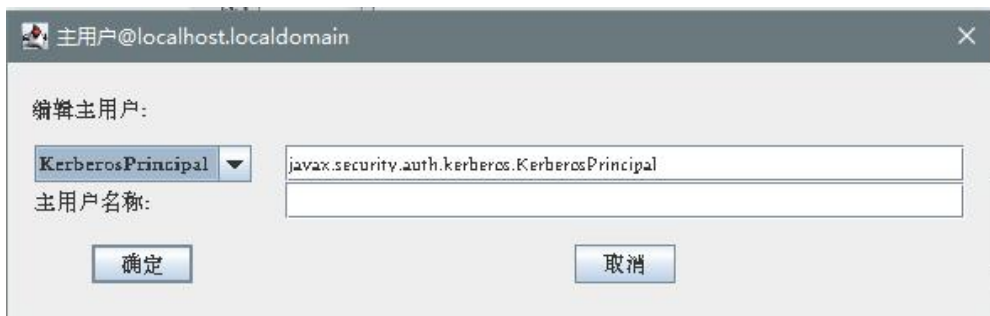 主用户@localhost.localdomain
编辑主用户:
KerberosPrincipal javax.security.auth.kerberos.KerberosPrincipal
主用户名称:
确定 取消